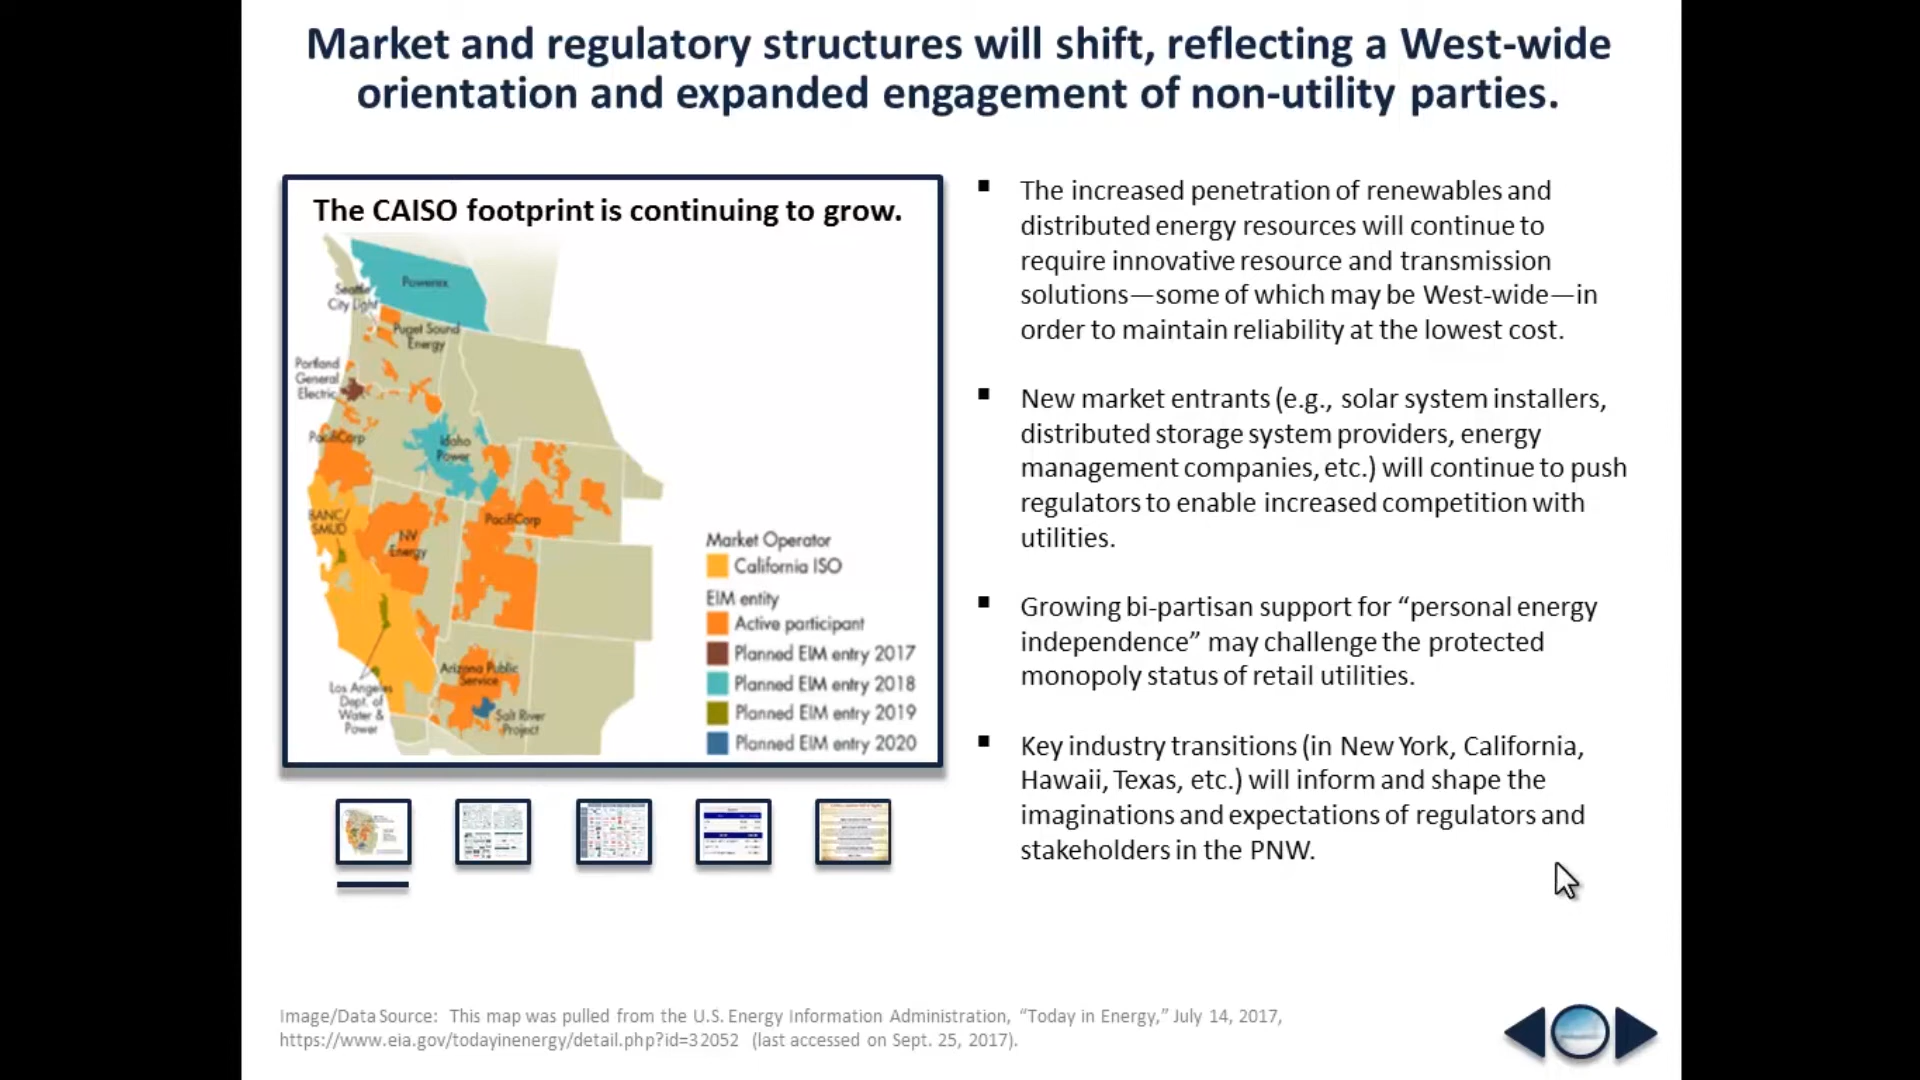 Market and regulatory structures will shift, reflecting a West-wide
orientation and expanded engagement of non-utility parties.
The CAISO footprint is continuing to grow.
Powerex
Seattle
City Light
Puget Sound
Energy
Portland
General
Electric
PacifiCorp
Idaho
Power
BANC/
SMUD
NV
Energy
PacifiCorp
Arizona Public
Service
Los Angeles
Dept. of
Water &
Power
Salt River
Project
Market Operator
California ISO
EIM entity
Active participant
Planned EIM entry 2017
Planned EIM entry 2018
Planned EIM entry 2019
Planned EIM entry 2020
▪ The increased penetration of renewables and
distributed energy resources will continue to
require innovative resource and transmission
solutions—some of which may be West-wide—in
order to maintain reliability at the lowest cost.
▪ New market entrants (e.g., solar system installers,
distributed storage system providers, energy
management companies, etc.) will continue to push
regulators to enable increased competition with
utilities.
▪ Growing bi-partisan support for “personal energy
independence” may challenge the protected
monopoly status of retail utilities.
▪ Key industry transitions (in New York, California,
Hawaii, Texas, etc.) will inform and shape the
imaginations and expectations of regulators and
stakeholders in the PNW.
Image/Data Source: This map was pulled from the U.S. Energy Information Administration, “Today in Energy,” July 14, 2017,
https://www.eia.gov/todayinenergy/detail.php?id=32052 (last accessed on Sept. 25, 2017).